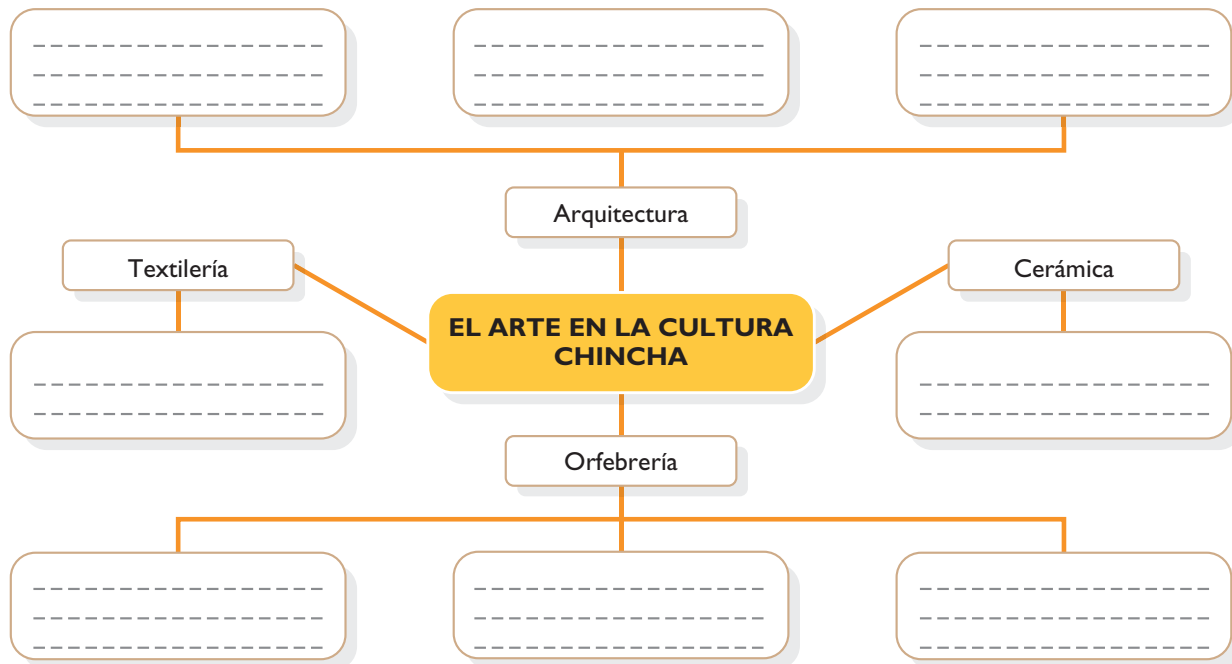 Arquitectura
Textilería
Cerámica
EL ARTE EN LA CULTURA
CHINCHA
Orfebrería